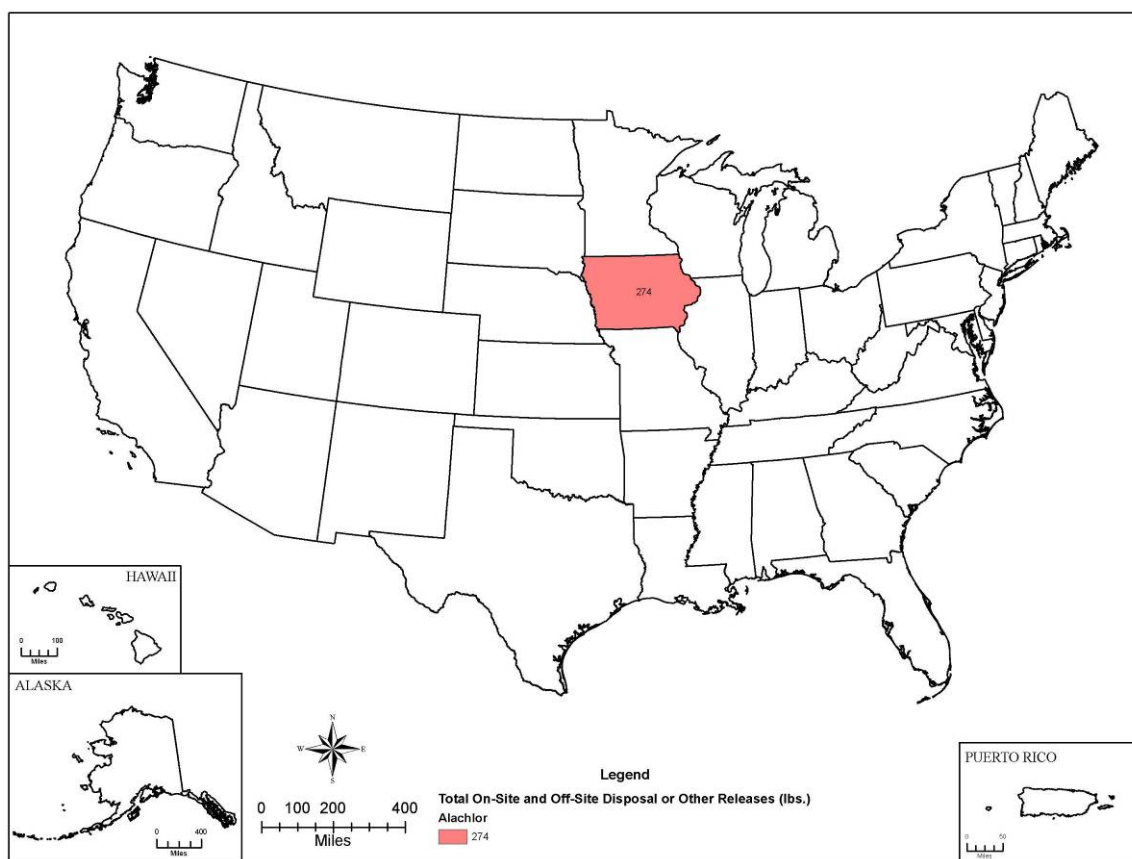 274
HAWAII
0 100
Miles
ALASKA
0 400
Miles
N
W E
S
0 100 200 300 400
Miles
Legend
Total On-Site and Off-Site Disposal or Other Releases (lbs.)
Alachlor
274
PUERTO RICO
0 50
Miles